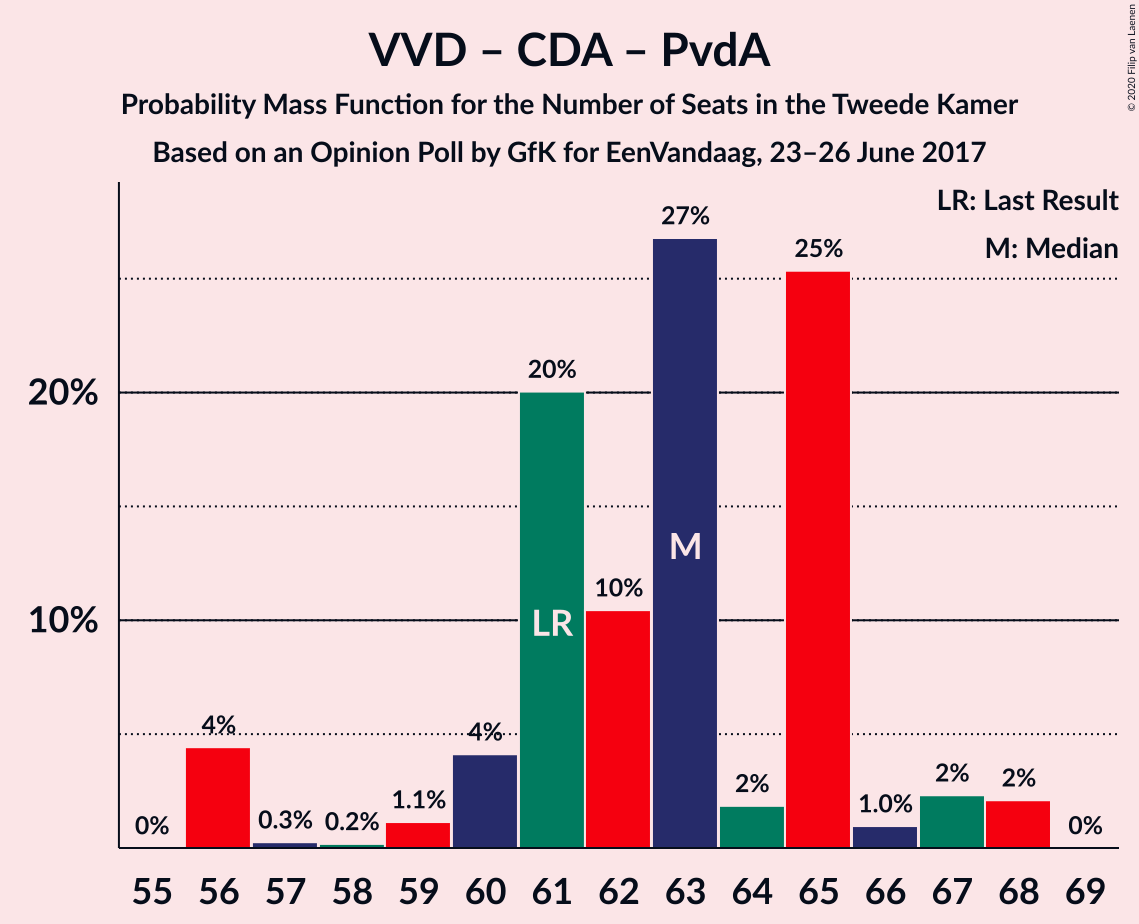 VVD – CDA – PvdA
Probability Mass Function for the Number of Seats in the Tweede Kamer
Based on an Opinion Poll by GfK for EenVandaag, 23–26 June 2017
© 2020 Filip van Laenen
LR: Last Result
M: Median
20%
10%
0%
4%
0.3%
0.2%
1.1%
4%
20%
10%
27%
2%
25%
1.0%
2%
2%
0%
LR
M
55 56 57 58 59 60 61 62 63 64 65 66 67 68 69